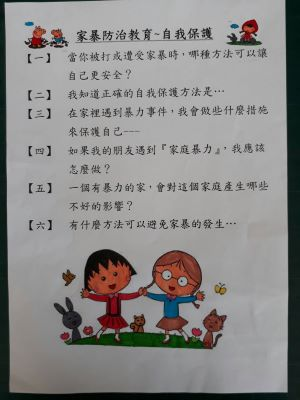 家暴防治教育~自我保護
【一】 當你被打或遭受家暴時，哪種方法可以讓
自己更安全？
【二】 我知道正確的自我保護方法是…
【三】 在家裡遇到暴力事件，我會做些什麼措施
來保護自己---
【四】 如果我的朋友遇到『家庭暴力』，我應該
怎麼做？
【五】 一個有暴力的家，會對這個家庭產生哪些
不好的影響？
【六】 有什麼方法可以避免家暴的發生…